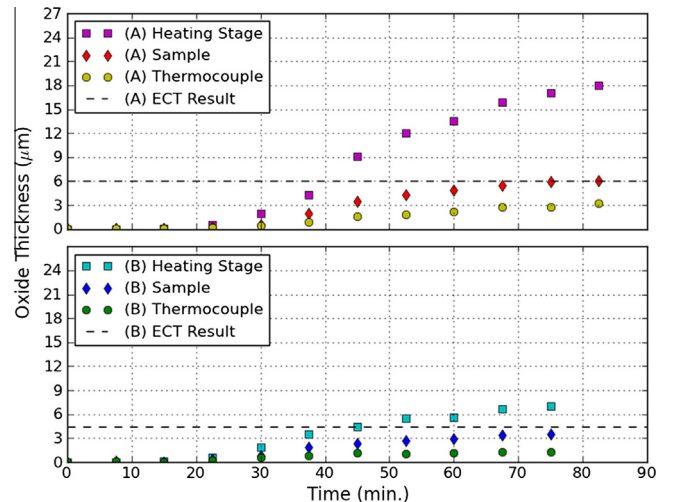 27
24
21
18
15
12
9
6
3
0
(A) Heating Stage
(A) Sample
(A) Thermocouple
(A) ECT Result
Oxide Thickness (μm)
24
21
18
15
12
9
6
3
0
(B) Heating Stage
(B) Sample
(B) Thermocouple
(B) ECT Result
0 10 20 30 40 50 60 70 80 90
Time (min.)